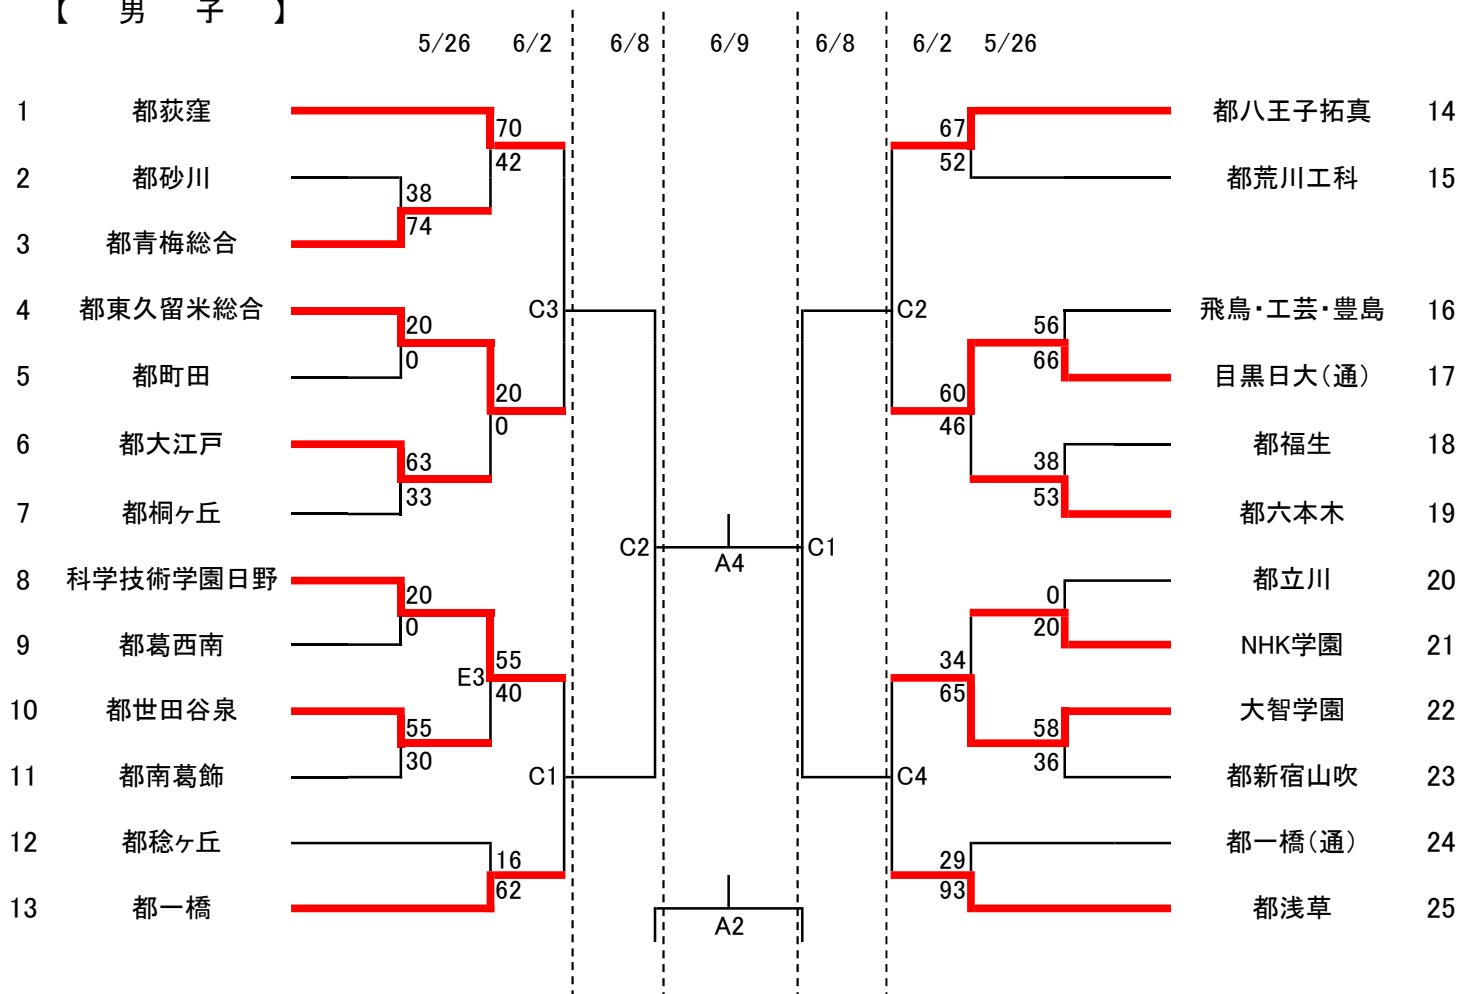 【 男 子 】
5/26 6/2 6/8 6/9 6/8 6/2 5/26
1 都荻窪 70 67 都八王子拓真 14
42 52
2 都砂川 38 都荒川工科 15
74
3 都青梅総合
4 都東久留米総合 C3 C2 飛鳥・工芸・豊島 16
20 56
0 66
5 都町田 目黒日大(通) 17
20 60
0 46
6 都大江戸 63 38 都福生 18
33 53
7 都桐ヶ丘 都六本木 19
C2 A4 C1
8 科学技術学園日野 20 0 都立川 20
0 20
9 都葛西南 NHK学園 21
E3 55 34
40 65
10 都世田谷泉 55 58 大智学園 22
30 36
11 都南葛飾 C1 C4 都新宿山吹 23
12 都稔ヶ丘 16 29 都一橋(通) 24
62 93
13 都一橋 都浅草 25
A2